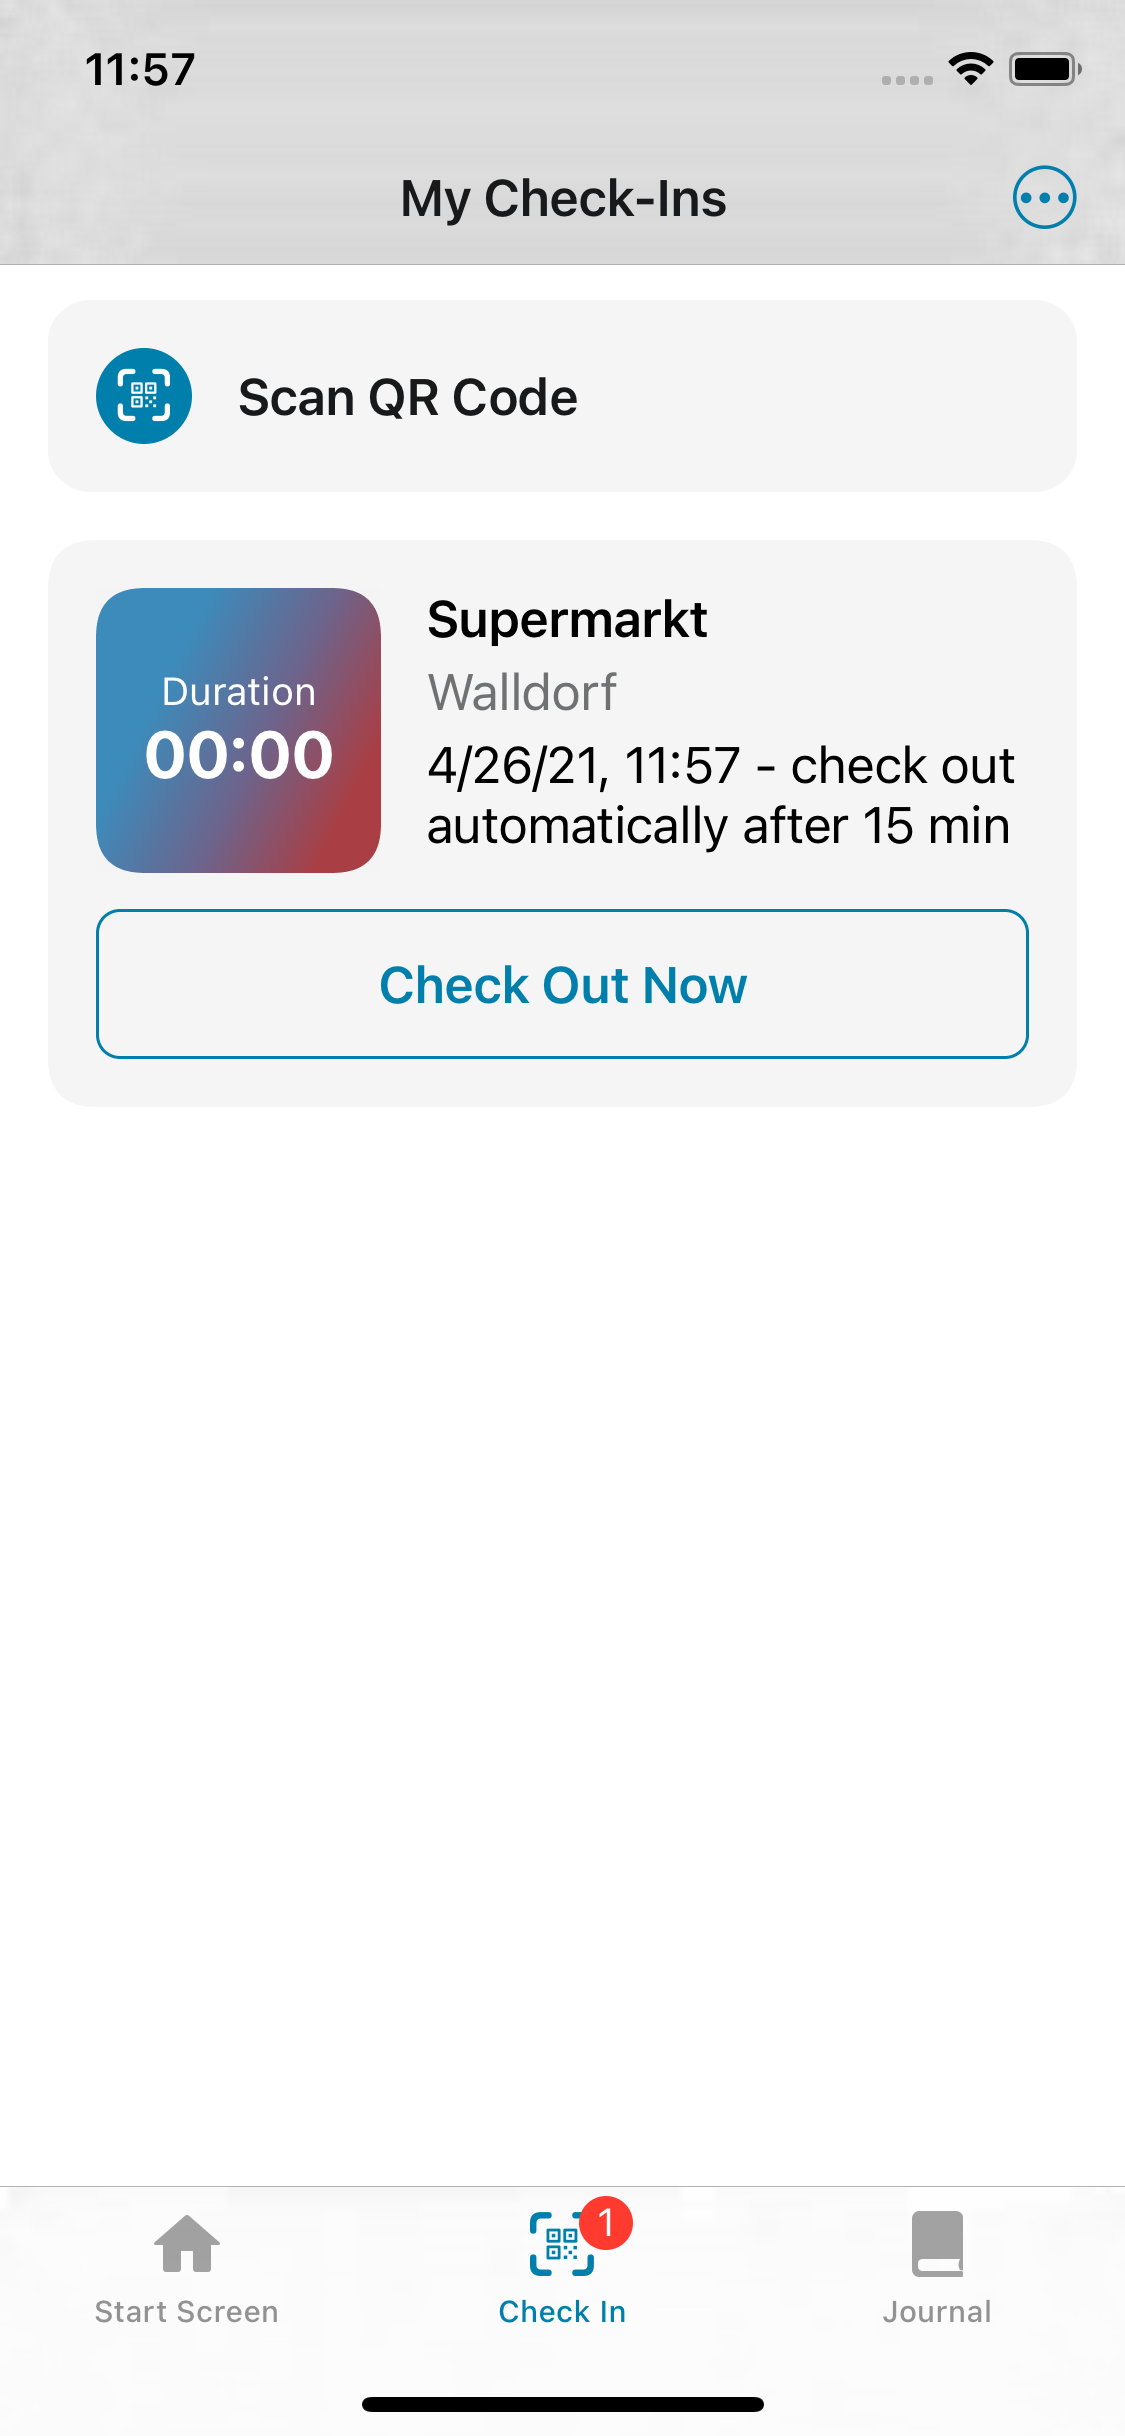 11:57
My Check-Ins
Scan QR Code
Duration
00:00
Supermarkt
Walldorf
4/26/21, 11:57 - check out
automatically after 15 min
Check Out Now
1
Start Screen
Check In
Journal